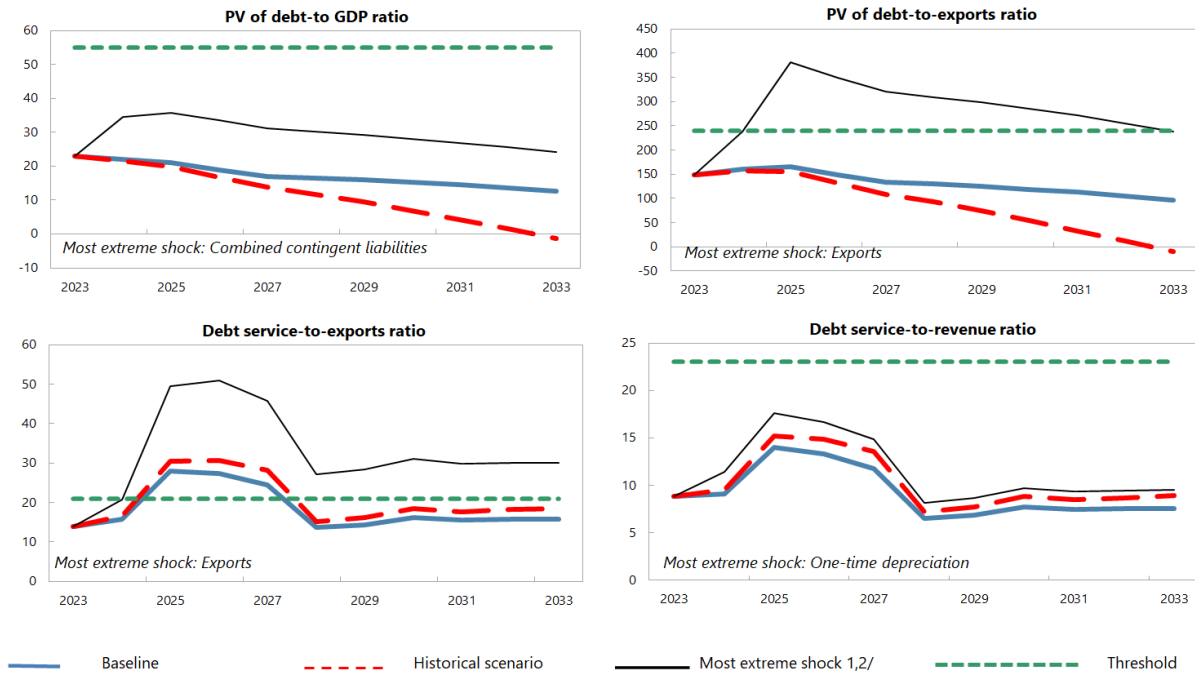 PV of debt-to GDP ratio
60
50
40
30
20
10
0
-10
Most extreme shock: Combined contingent liabilities
2023 2025 2027 2029 2031 2033
PV of debt-to-exports ratio
450
400
350
300
250
200
150
100
50
0
-50
Most extreme shock: Exports
2023 2025 2027 2029 2031 2033
Debt service-to-exports ratio
60
50
40
30
20
10
0
Most extreme shock: Exports
2023 2025 2027 2029 2031 2033
Debt service-to-revenue ratio
25
20
15
10
5
0
Most extreme shock: One-time depreciation
2023 2025 2027 2029 2031 2033
Baseline Historical scenario Most extreme shock 1,2/ Threshold